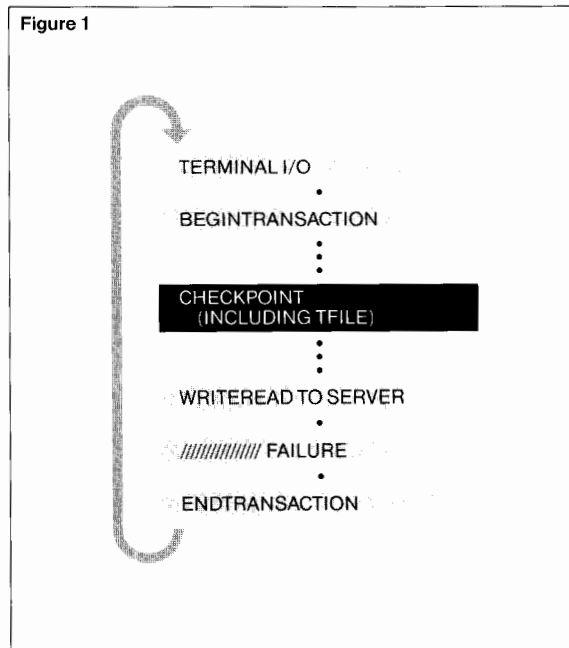 Figure 1
TERMINAL I/O
BEGINTRANSACTION
CHECKPOINT
(INCLUDING TFILE)
WRITEREAD TO SERVER
////////////// FAILURE
ENDTRANSACTION